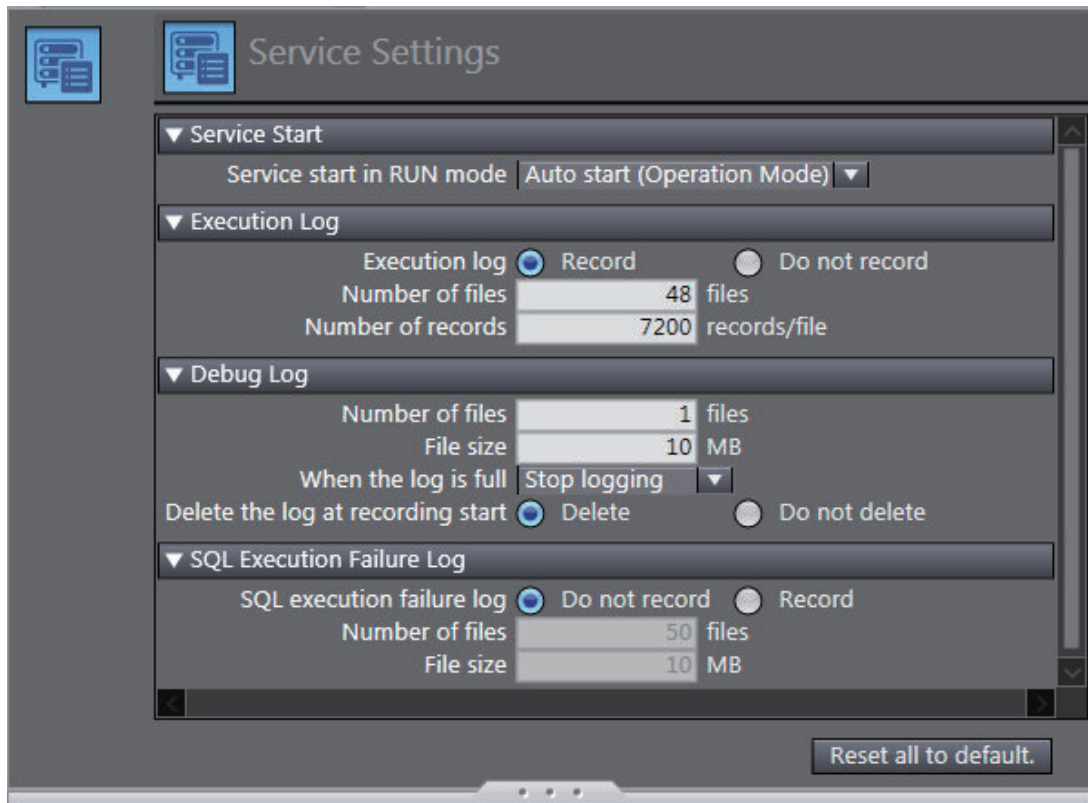 Service Settings
Service Start
Service start in RUN mode Auto start (Operation Mode)
Execution Log
Execution log Record Do not record
Number of files 48 files
Number of records 7200 records/file
Debug Log
Number of files 1 files
File size 10 MB
When the log is full Stop logging
Delete the log at recording start Delete Do not delete
SQL Execution Failure Log
SQL execution failure log Do not record Record
Number of files 50 files
File size 10 MB
Reset all to default.